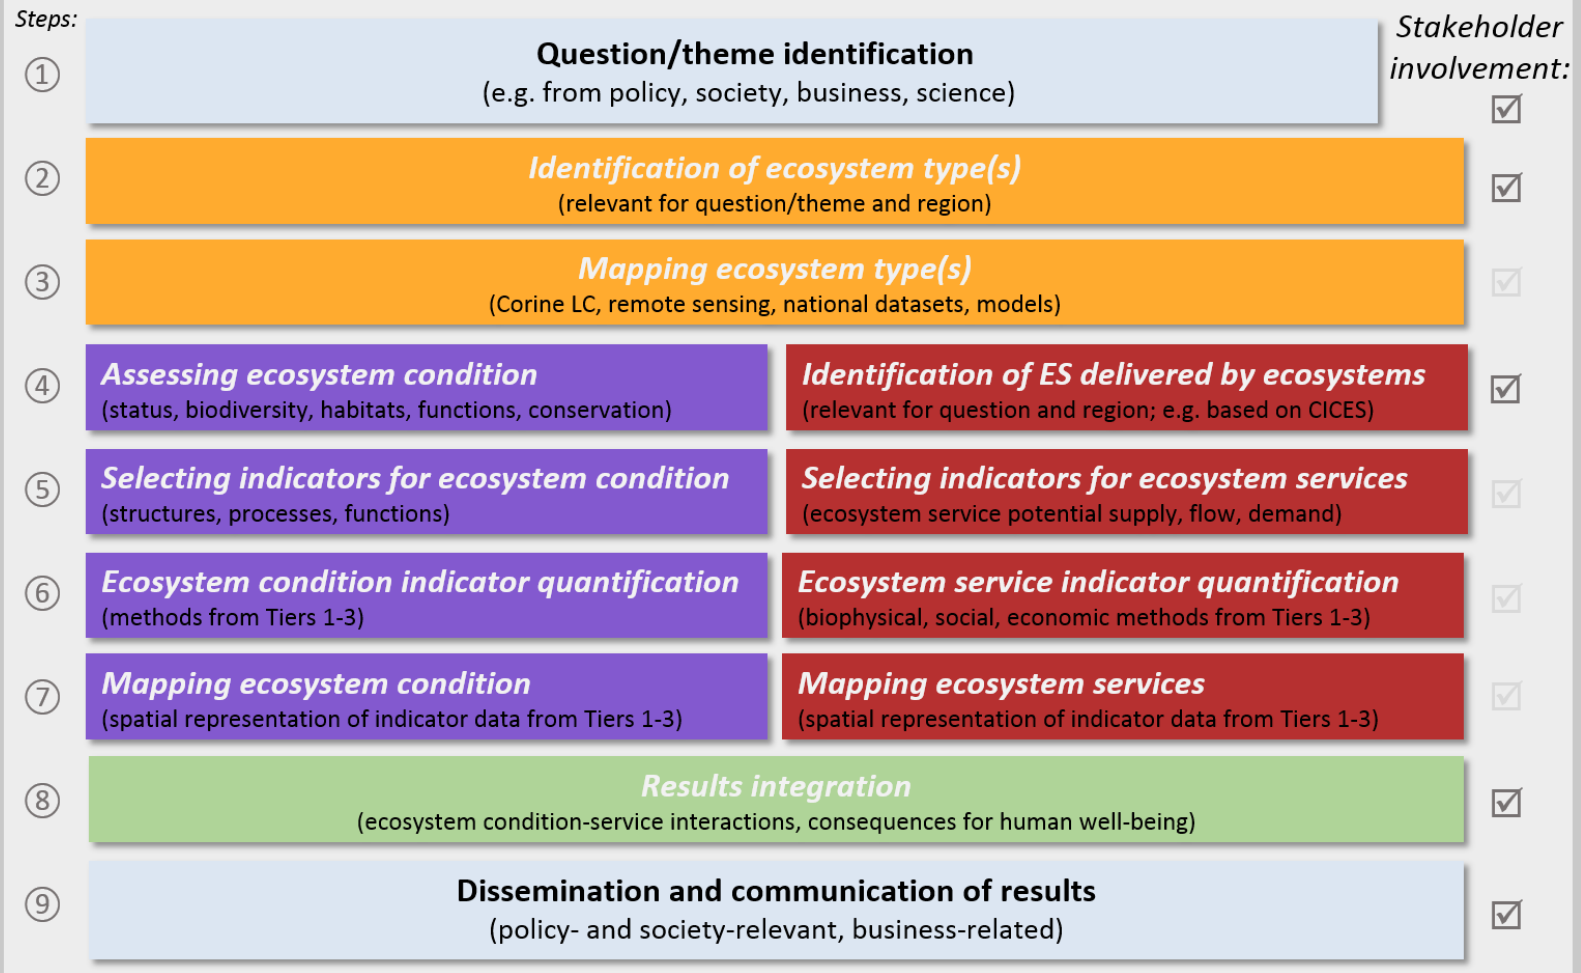 Steps:
Stakeholder
involvement:
① Question/theme identification
(e.g. from policy, society, business, science)
② Identification of ecosystem type(s)
(relevant for question/theme and region)
③ Mapping ecosystem type(s)
(Corine LC, remote sensing, national datasets, models)
④ Assessing ecosystem condition
(status, biodiversity, habitats, functions, conservation)
Identification of ES delivered by ecosystems
(relevant for question and region; e.g. based on CICES)
⑤ Selecting indicators for ecosystem condition
(structures, processes, functions)
Selecting indicators for ecosystem services
(ecosystem service potential supply, flow, demand)
⑥ Ecosystem condition indicator quantification
(methods from Tiers 1-3)
Ecosystem service indicator quantification
(biophysical, social, economic methods from Tiers 1-3)
⑦ Mapping ecosystem condition
(spatial representation of indicator data from Tiers 1-3)
Mapping ecosystem services
(spatial representation of indicator data from Tiers 1-3)
⑧ Results integration
(ecosystem condition-service interactions, consequences for human well-being)
⑨ Dissemination and communication of results
(policy- and society-relevant, business-related)